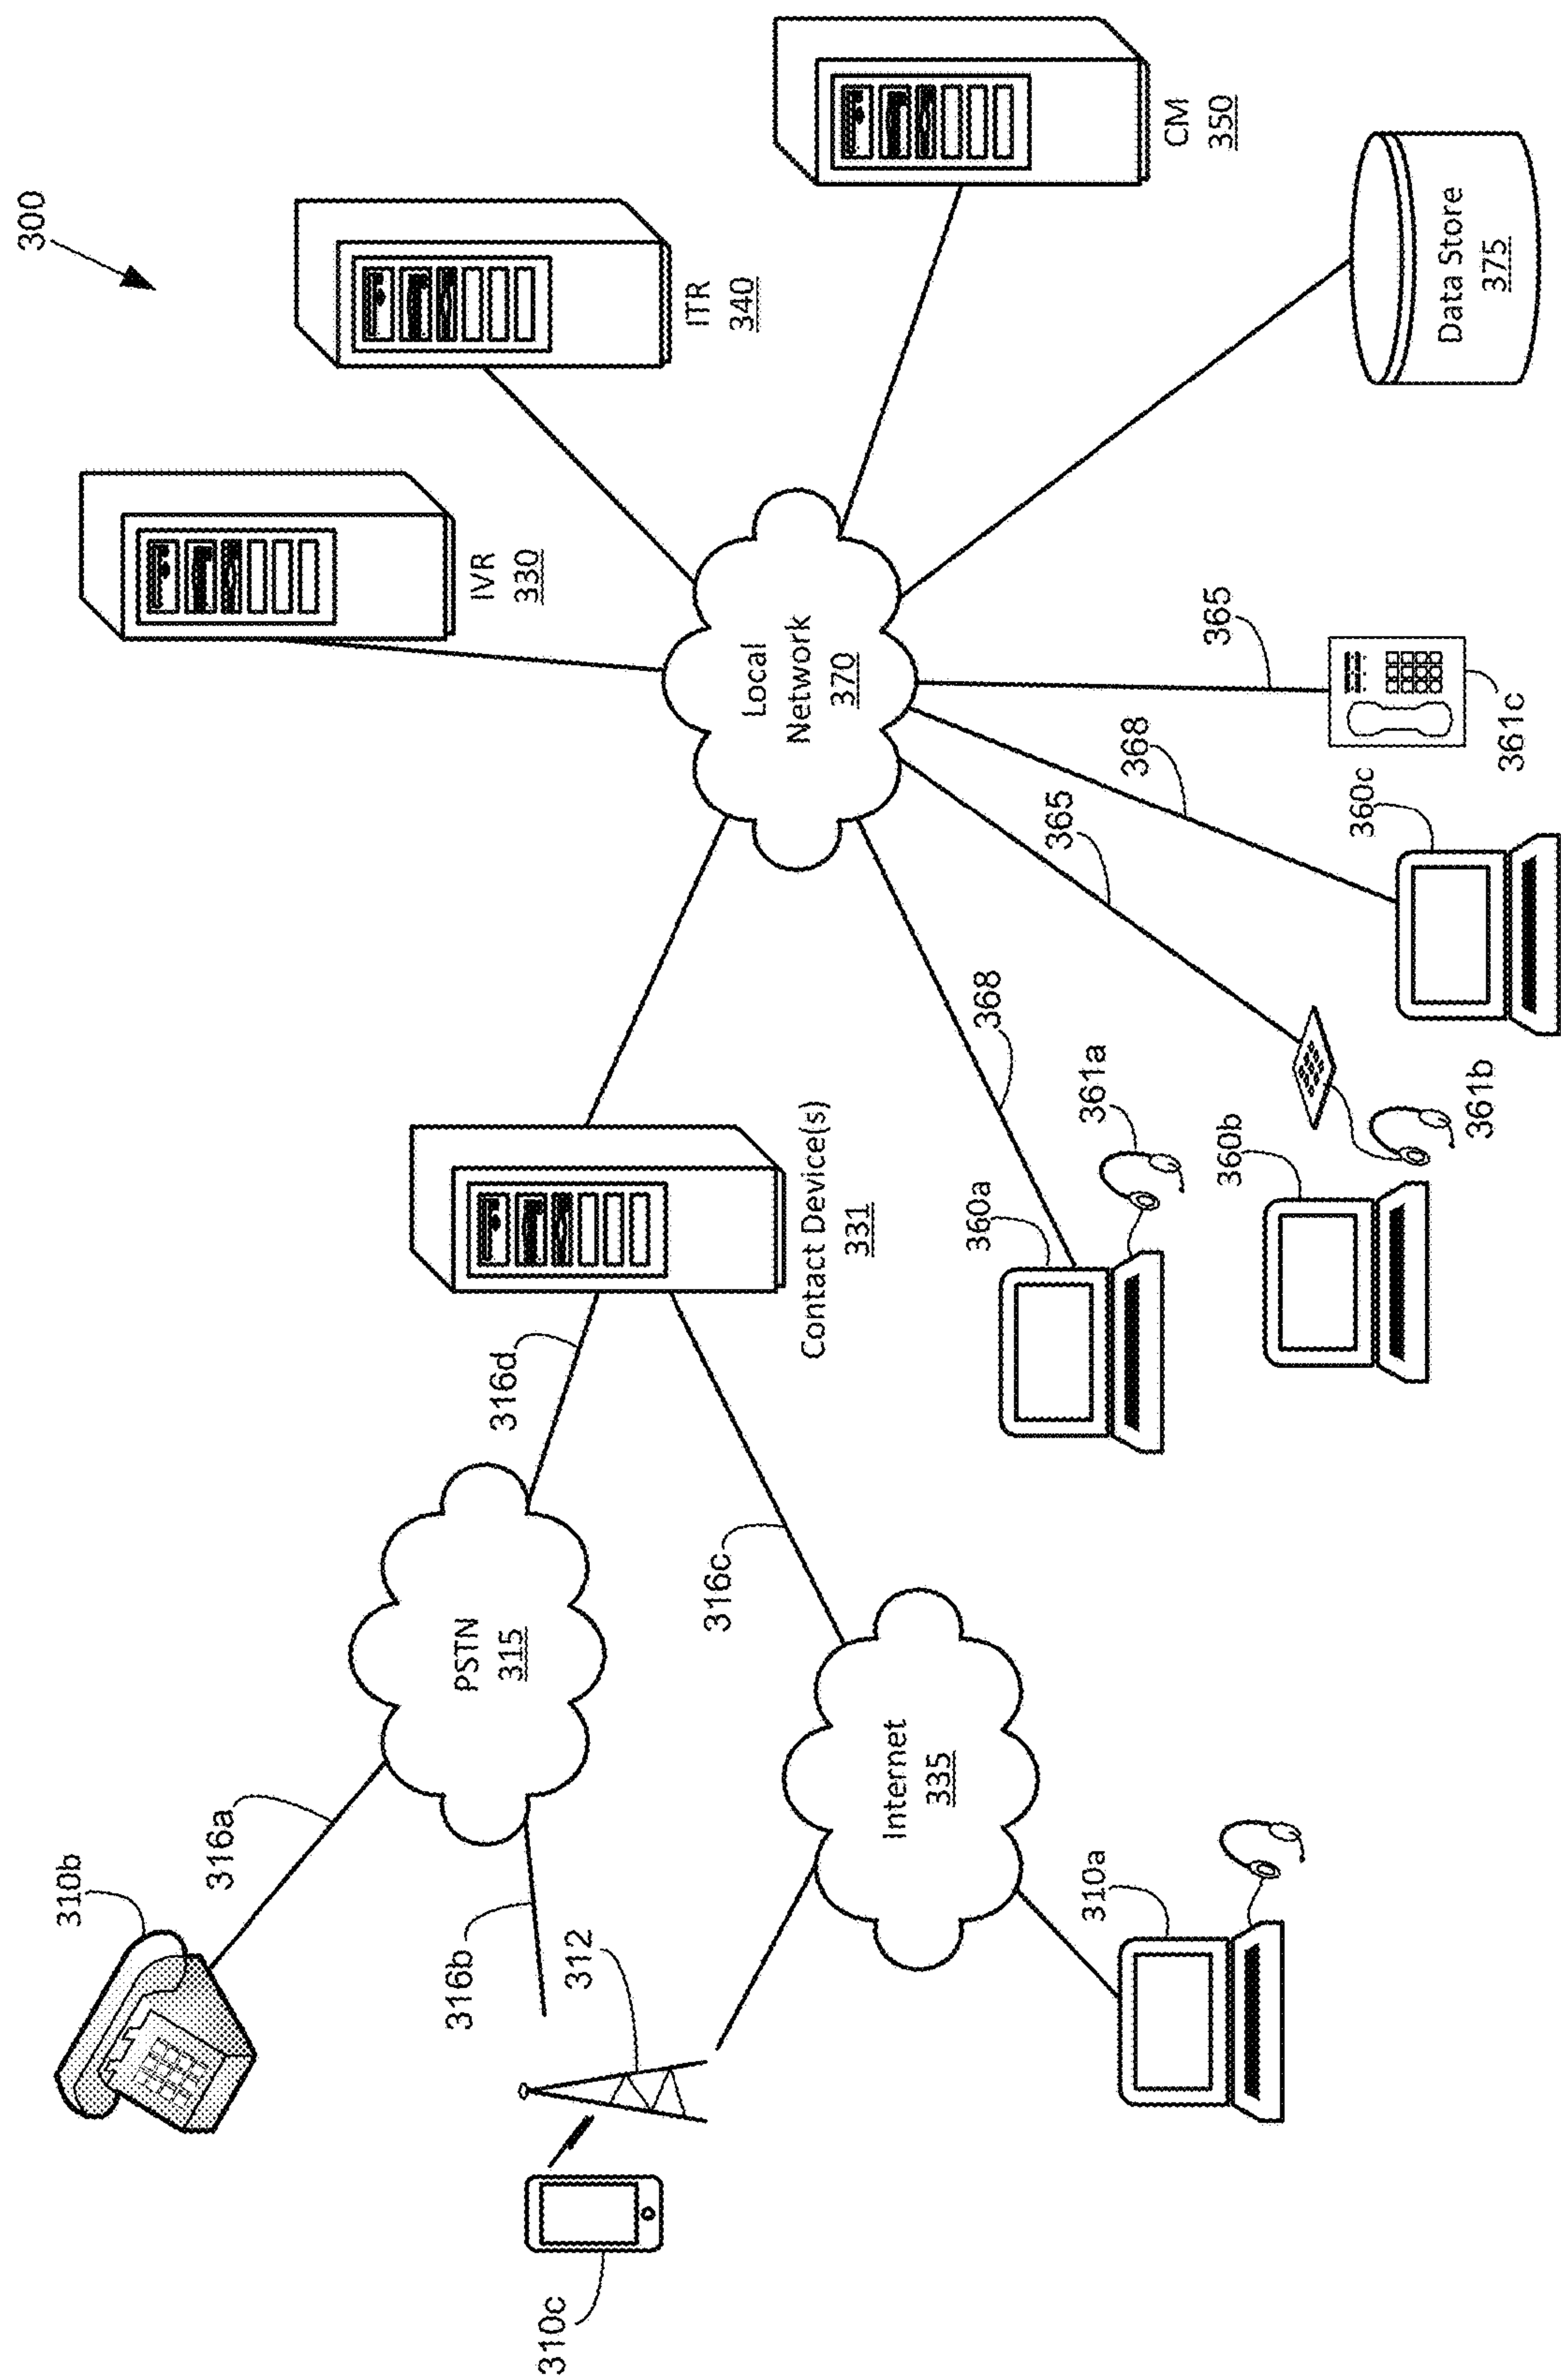 300
310b
316a
PSTN
315
316d
IVR
330
ITR
340
310c
316b
312
316c
Contact Device(s)
331
Local
Network
370
CM
350
Internet
335
310a
360a
361a
368
360b
361b
365
360c
368
365
361c
Data Store
375